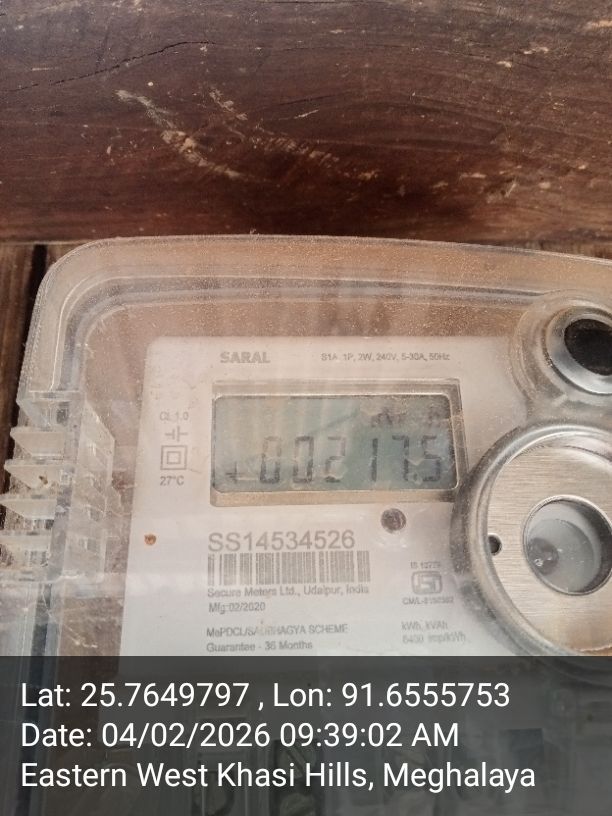 SARAL
S1A, 1P, 2W, 240V, 5-30A, 50Hz
CL 1.0
27°C
+00217.5
SS14534526
Secure Meters Ltd., Udaipur, India
Mfg:02/2020
MePDCL/SAUBHAGYA SCHEME
Guarantee - 36 Months
kWh, kVAh
6400 imp/kWh
Lat: 25.7649797 , Lon: 91.6555753
Date: 04/02/2026 09:39:02 AM
Eastern West Khasi Hills, Meghalaya